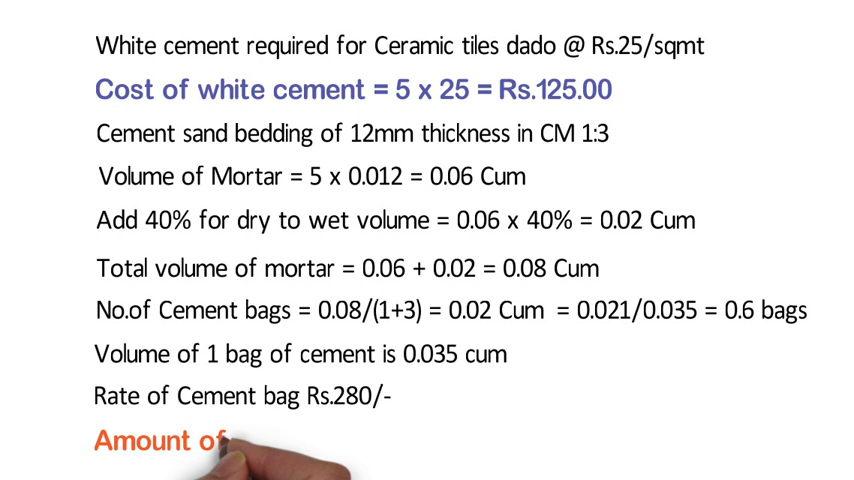 White cement required for Ceramic tiles dado @ Rs.25/sqmt
Cost of white cement = 5 x 25 = Rs.125.00
Cement sand bedding of 12mm thickness in CM 1:3
Volume of Mortar = 5 x 0.012 = 0.06 Cum
Add 40% for dry to wet volume = 0.06 x 40% = 0.02 Cum
Total volume of mortar = 0.06 + 0.02 = 0.08 Cum
No.of Cement bags = 0.08/(1+3) = 0.02 Cum = 0.021/0.035 = 0.6 bags
Volume of 1 bag of cement is 0.035 cum
Rate of Cement bag Rs.280/-
Amount of